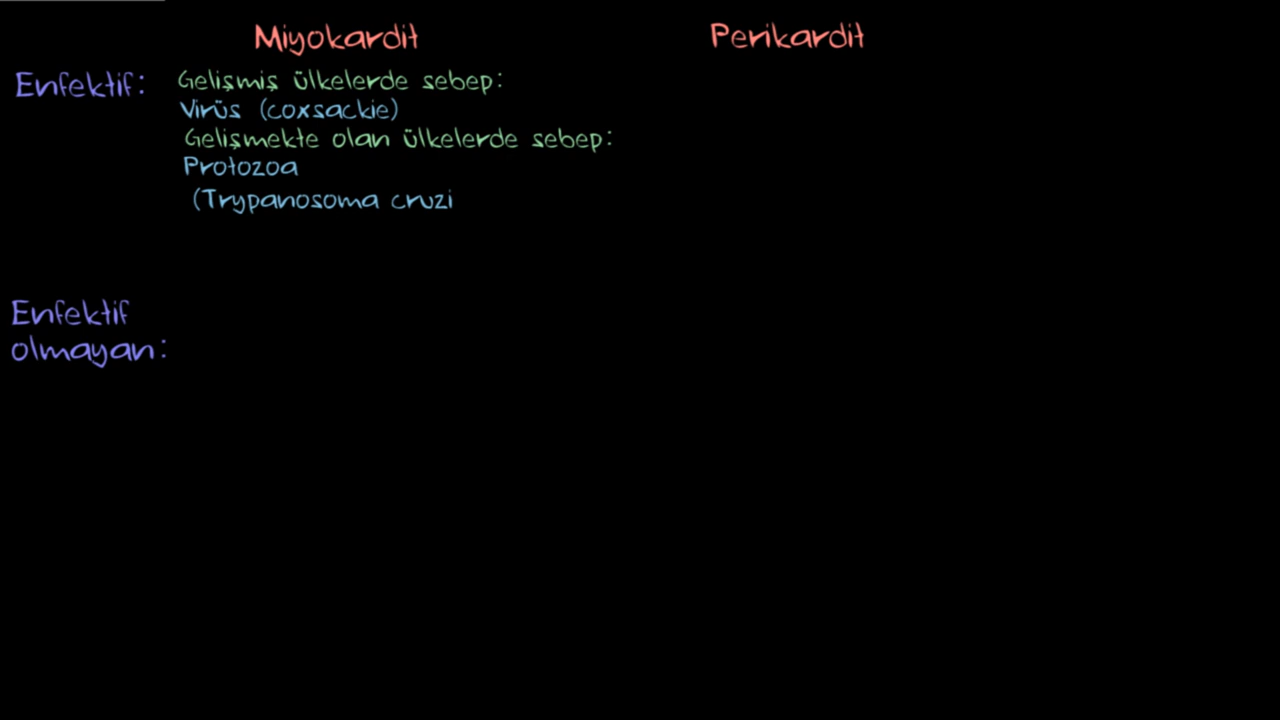 Miyokardit
Perikardit
Enfektif:
Gelişmiş ülkelerde sebep:
Virüs (coxsackie)
Gelişmekte olan ülkelerde sebep:
Protozoa
(Trypanosoma cruzi
Enfektif
olmayan: